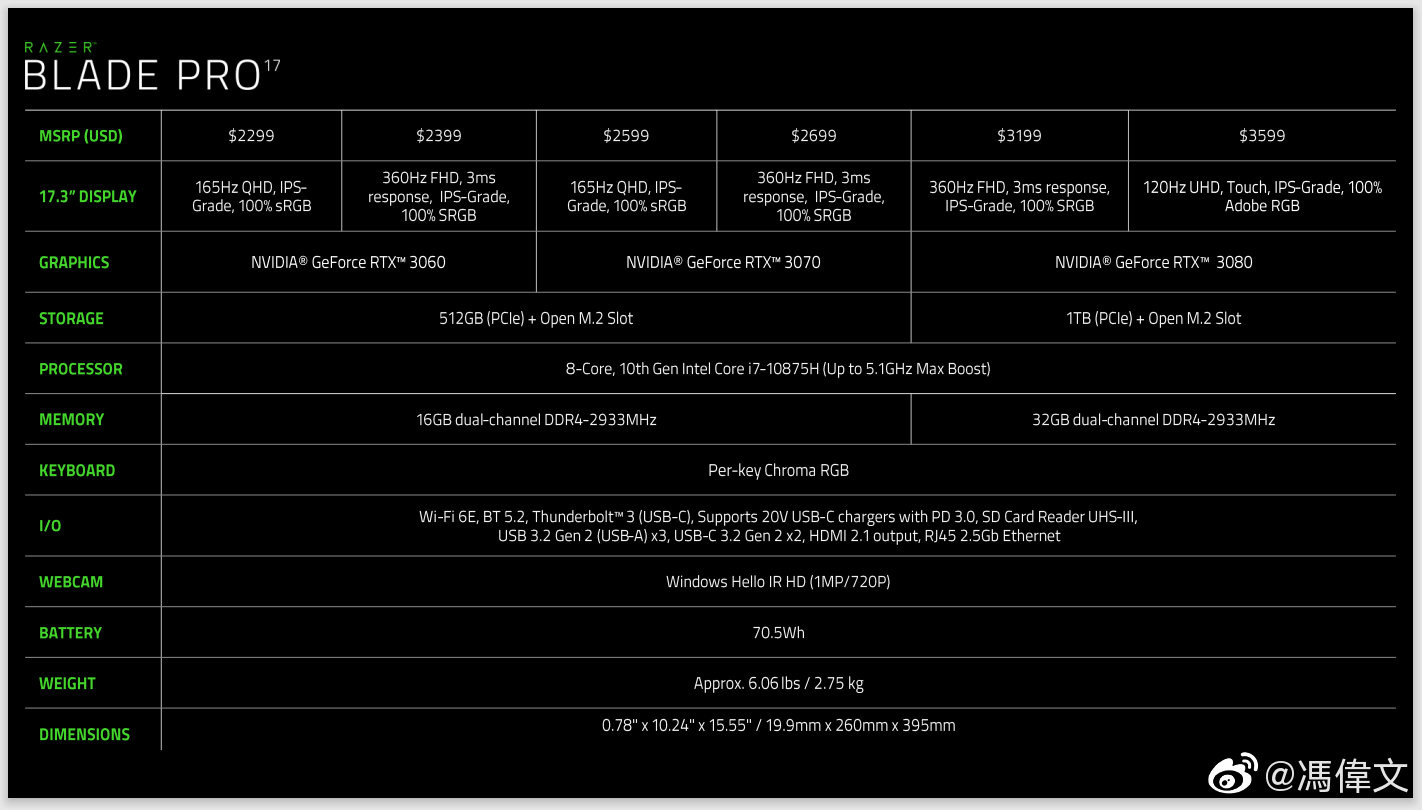 RAZER™
BLADE PRO 17
MSRP (USD) $2299 $2399 $2599 $2699 $3199 $3599
17.3” DISPLAY
165Hz QHD, IPS-
Grade, 100% sRGB
360Hz FHD, 3ms
response, IPS-Grade,
100% SRGB
165Hz QHD, IPS-
Grade, 100% sRGB
360Hz FHD, 3ms
response, IPS-Grade,
100% SRGB
360Hz FHD, 3ms response,
IPS-Grade, 100% SRGB
120Hz UHD, Touch, IPS-Grade, 100%
Adobe RGB
GRAPHICS NVIDIA® GeForce RTX™ 3060 NVIDIA® GeForce RTX™ 3070 NVIDIA® GeForce RTX™ 3080
STORAGE 512GB (PCIe) + Open M.2 Slot 1TB (PCIe) + Open M.2 Slot
PROCESSOR 8-Core, 10th Gen Intel Core i7-10875H (Up to 5.1GHz Max Boost)
MEMORY 16GB dual-channel DDR4-2933MHz 32GB dual-channel DDR4-2933MHz
KEYBOARD Per-key Chroma RGB
I/O
Wi-Fi 6E, BT 5.2, Thunderbolt™ 3 (USB-C), Supports 20V USB-C chargers with PD 3.0, SD Card Reader UHS-III,
USB 3.2 Gen 2 (USB-A) x3, USB-C 3.2 Gen 2 x2, HDMI 2.1 output, RJ45 2.5Gb Ethernet
WEBCAM Windows Hello IR HD (1MP/720P)
BATTERY 70.5Wh
WEIGHT Approx. 6.06 lbs / 2.75 kg
DIMENSIONS 0.78" x 10.24" x 15.55" / 19.9mm x 260mm x 395mm
@馮偉文